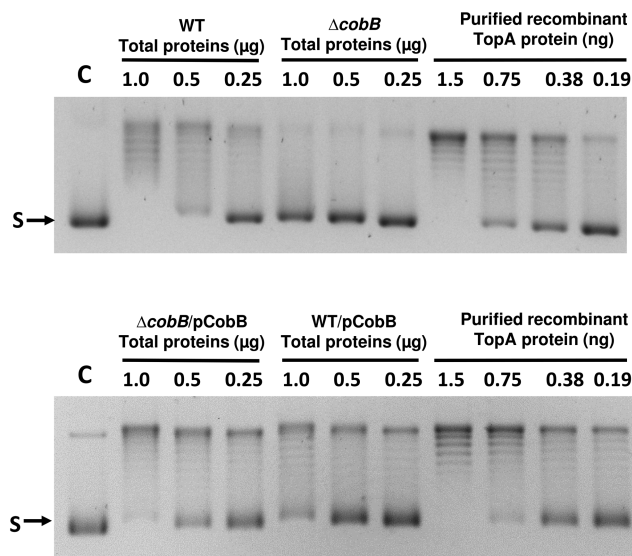 WT
Total proteins (µg)
ΔcobB
Total proteins (µg)
Purified recombinant
TopA protein (ng)
C 1.0 0.5 0.25 1.0 0.5 0.25 1.5 0.75 0.38 0.19
S
ΔcobB/pCobB
Total proteins (µg)
WT/pCobB
Total proteins (µg)
Purified recombinant
TopA protein (ng)
C 1.0 0.5 0.25 1.0 0.5 0.25 1.5 0.75 0.38 0.19
S